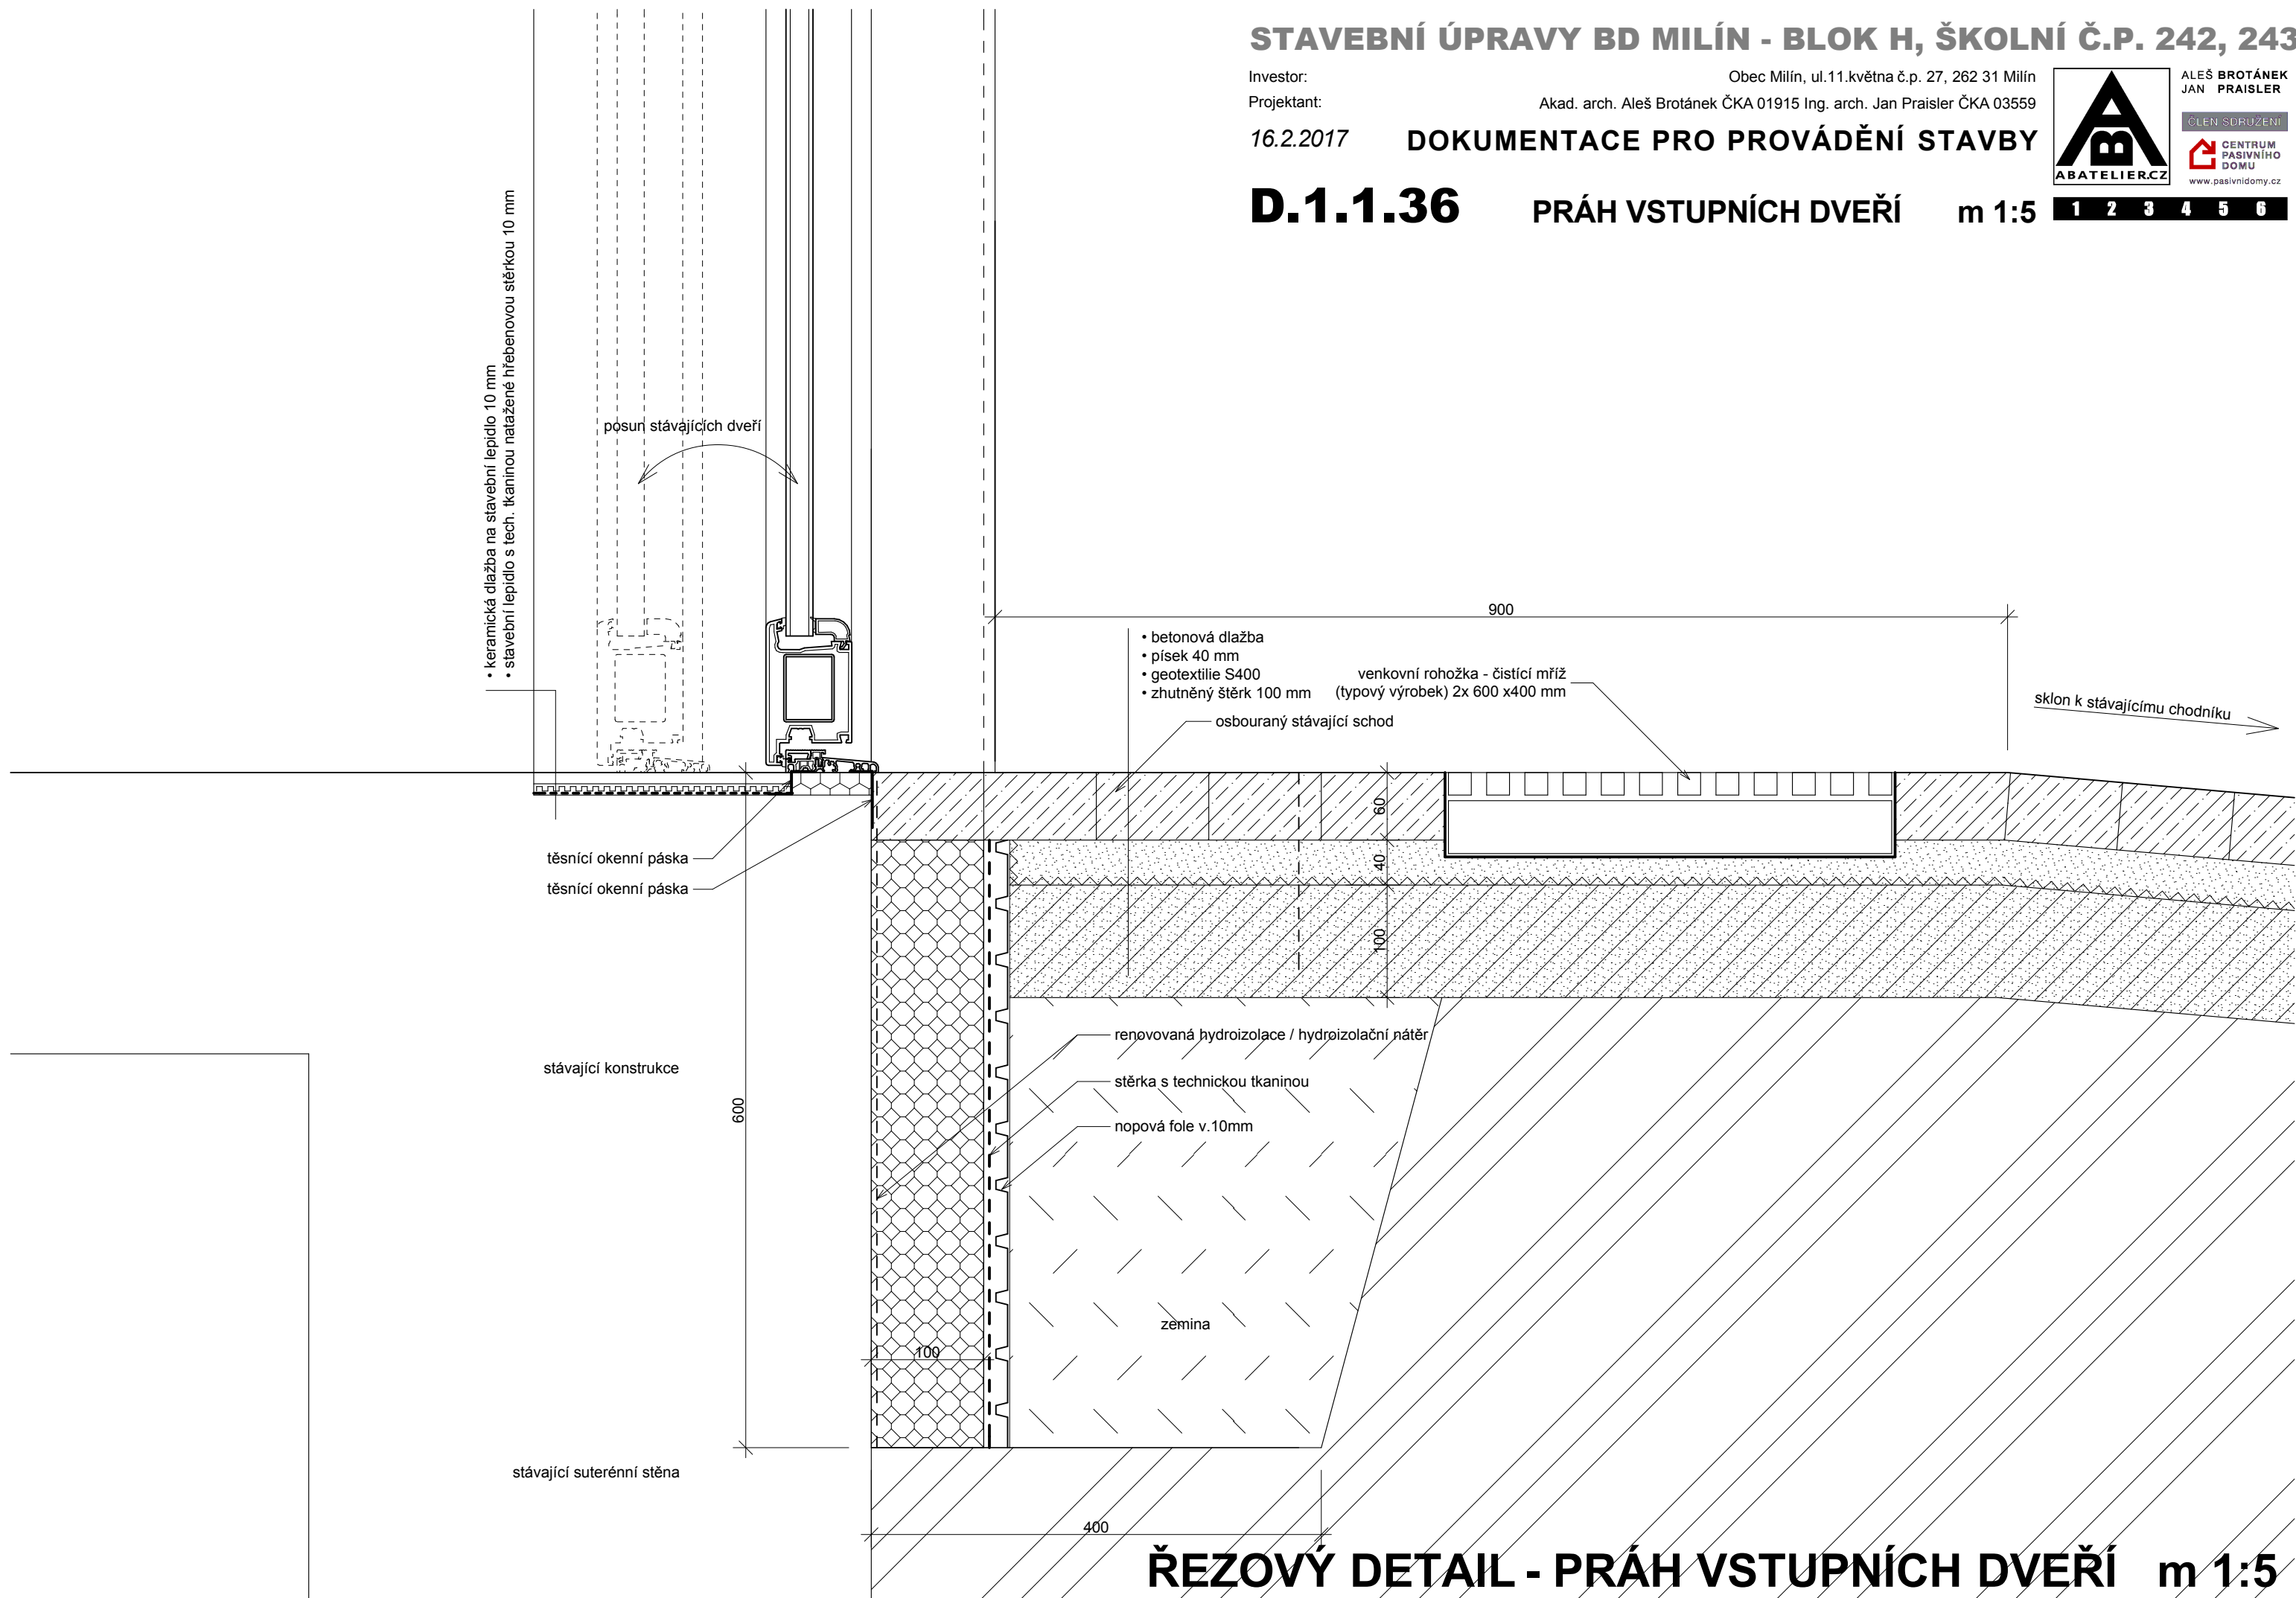 STAVEBNÍ ÚPRAVY BD MILÍN - BLOK H, ŠKOLNÍ Č.P. 242, 243
Investor:
Obec Milín, ul.11.května č.p. 27, 262 31 Milín
Projektant:
Akad. arch. Aleš Brotánek ČKA 01915 Ing. arch. Jan Praisler ČKA 03559
16.2.2017
DOKUMENTACE PRO PROVÁDĚNÍ STAVBY
D.1.1.36
PRÁH VSTUPNÍCH DVEŘÍ
m 1:5
ABATELIER.CZ
ALEŠ BROTÁNEK
JAN PRAISLER
ČLEN SDRUŽENÍ
CENTRUM
PASIVNÍHO
DOMU
www.pasivnidomy.cz
1 2 3 4 5 6
• keramická dlažba na stavební lepidlo 10 mm
• stavební lepidlo s tech. tkaninou natažené hřebenovou stěrkou 10 mm
posun stávajících dveří
900
• betonová dlažba
• písek 40 mm
• geotextilie S400
• zhutněný štěrk 100 mm
venkovní rohožka - čistící mříž
(typový výrobek) 2x 600 x400 mm
osbouraný stávající schod
sklon k stávajícímu chodníku
60
40
100
těsnící okenní páska
těsnící okenní páska
renovovaná hydroizolace / hydroizolační nátěr
stávající konstrukce
stěrka s technickou tkaninou
600
nopová fole v.10mm
zemina
100
stávající suterénní stěna
400
ŘEZOVÝ DETAIL - PRÁH VSTUPNÍCH DVEŘÍ m 1:5